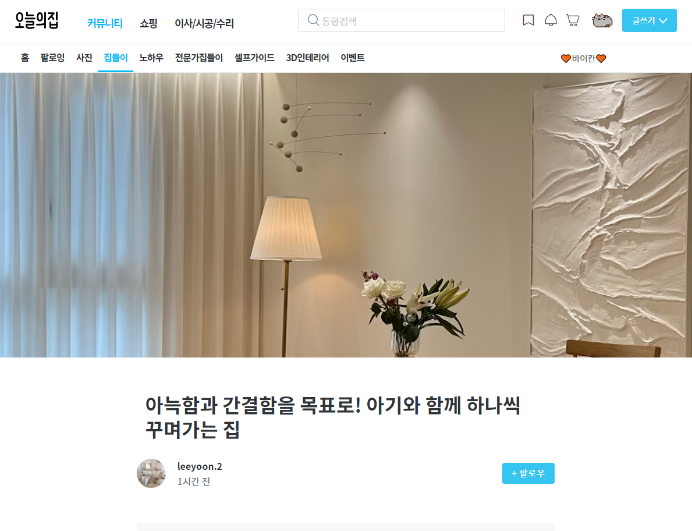 오늘의집 커뮤니티 쇼핑 이사/시공/수리 통합검색 글쓰기
홈 팔로잉 사진 집들이 노하우 전문가집들이 셀프가이드 3D인테리어 이벤트 바이칸
아늑함과 간결함을 목표로! 아기와 함께 하나씩
꾸며가는 집
leeyoon.2
1시간 전
+ 팔로우